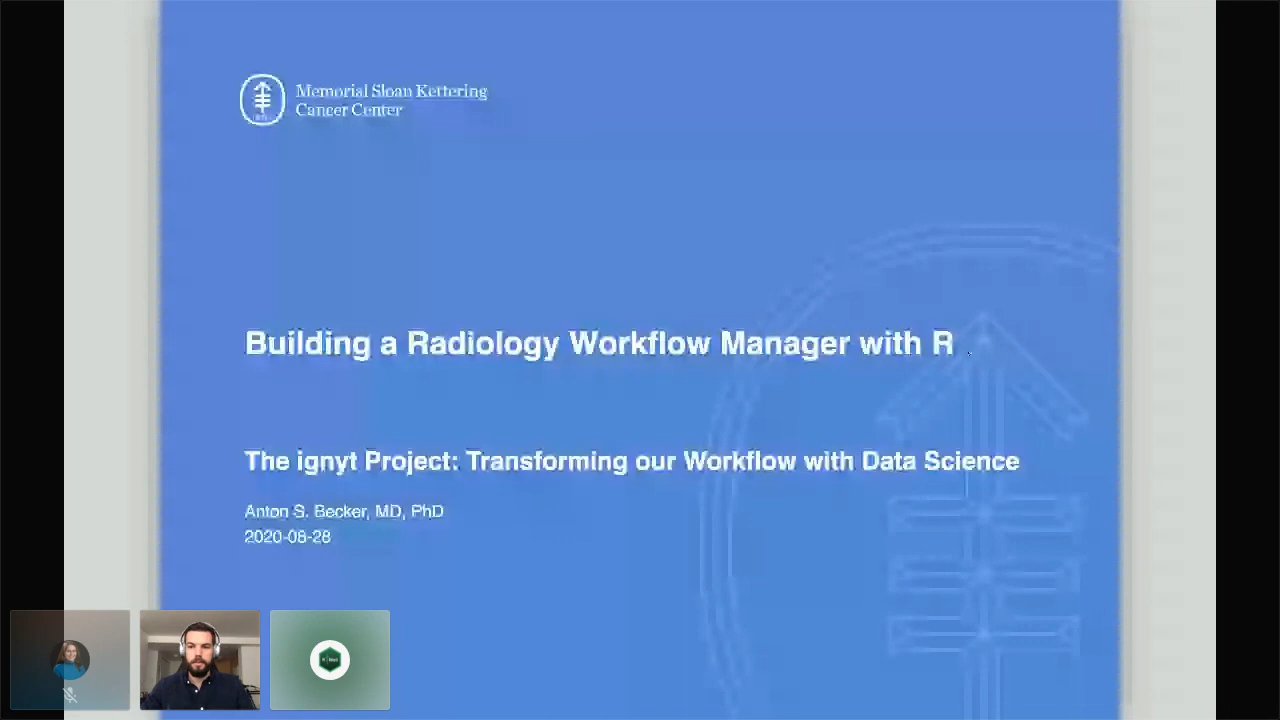 Memorial Sloan Kettering
Cancer Center
Building a Radiology Workflow Manager with R
The ignyt Project: Transforming our Workflow with Data Science
Anton S. Becker, MD, PhD
2020-08-28